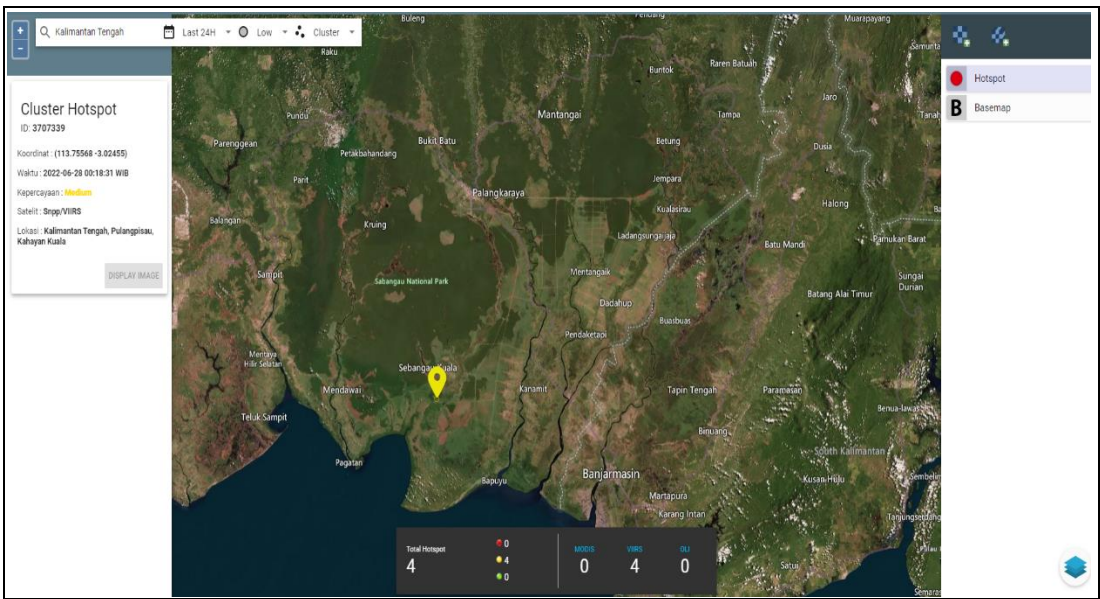 +
-
Kalimantan Tengah
Last 24H
Low
Cluster
Cluster Hotspot
ID: 3707339
Koordinat : (113.75568 -3.02455)
Waktu : 2022-06-28 00:18:31 WIB
Kepercayaan : Medium
Satelit : Snpp/VIIRS
Lokasi : Kalimantan Tengah, Pulangpisau,
Kahayan Kuala
DISPLAY IMAGE
Buleng
Muarapayang
Raku
Buntok
Raren Batuah
Pundu
Mantangai
Jaro
Tampa
Parenggean
Petakbahandang
Bukit Batu
Betung
Dusia
Parit
Jempara
Palangkaraya
Halong
Balangan
Kruing
Kualasirau
Ladangsungaijaja
Batu Mandi
Pamukan Barat
Sampit
Sabangau National Park
Mentangaik
Sungai
Durian
Dadahup
Batang Alai Timur
Buasbuas
Pendaketapi
Mentaya
Hilir Selatan
Sebangau Kuala
Mendawai
Kanamit
Tapin Tengah
Paramasan
Teluk Sampit
Benua-lawas
Binuang
South Kalimantan
Pagatan
Bapuyu
Banjarmasin
Kusan Hulu
Martapura
Karang Intan
Satui
Total Hotspot
4
0
4
0
MODIS
0
VIIRS
4
OLI
0
Hotspot
B
Basemap